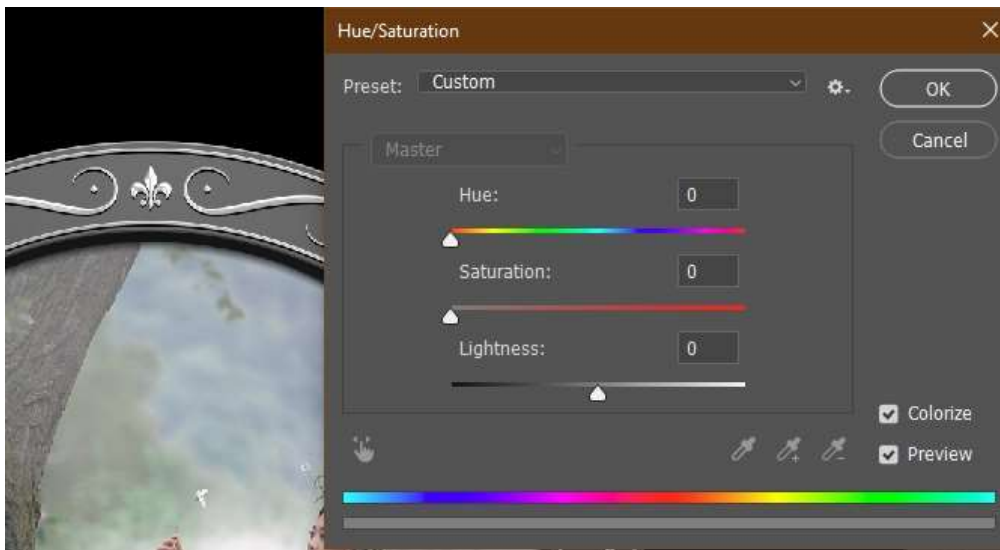 Hue/Saturation
Preset: Custom
OK
Cancel
Master
Hue: 0
Saturation: 0
Lightness: 0
Colorize
Preview